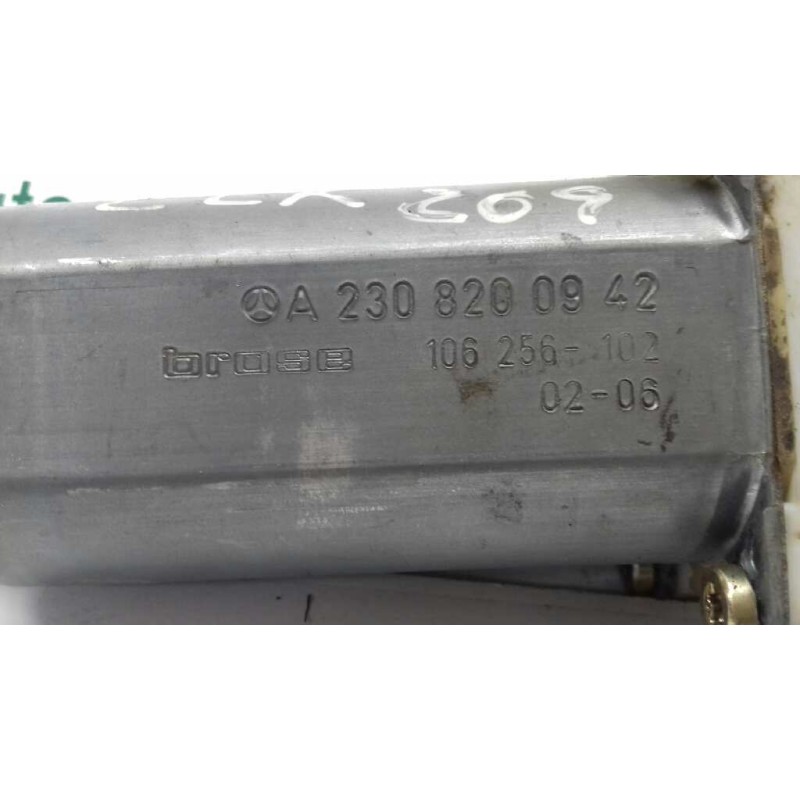 CLK 209
A 230 820 09 42
brose 106 256-102
02-06